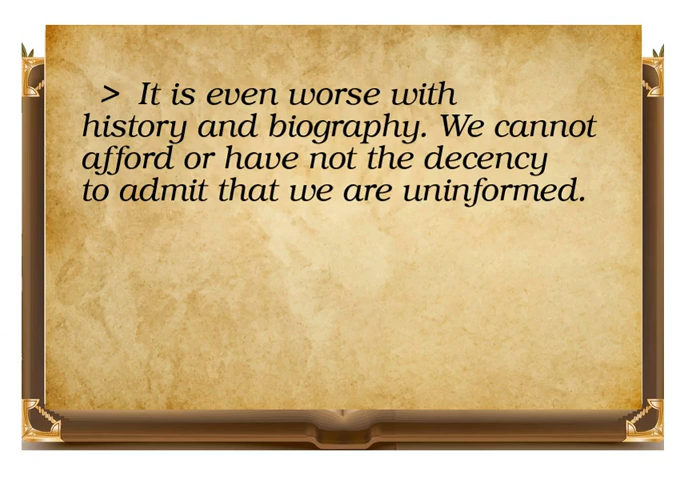 > It is even worse with
history and biography. We cannot
afford or have not the decency
to admit that we are uninformed.